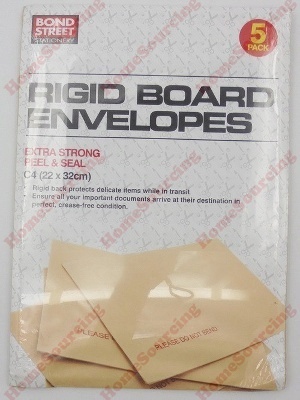 BOND
STREET
STATIONERY
5
PACK
RIGID BOARD
ENVELOPES
EXTRA STRONG
PEEL & SEAL
C4 (22 x 32cm)
Rigid back protects delicate items while in transit
Ensure all your important documents arrive at their destination in
perfect, crease-free condition.
PLEASE
PLEASE DO NOT BEND
HomeSourcing